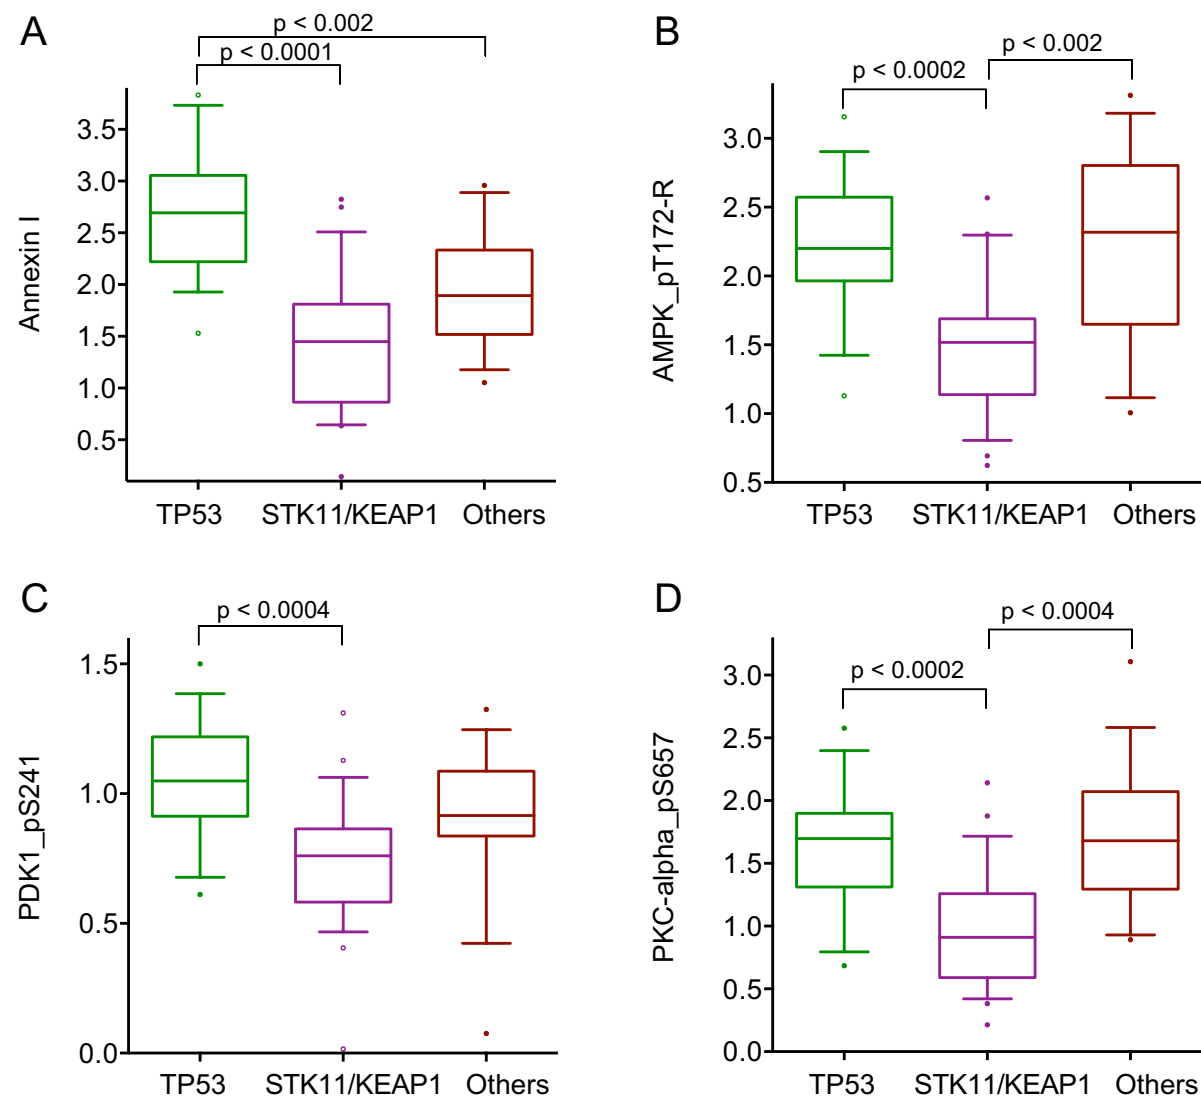 A
p < 0.002
p < 0.0001
Annexin I
3.5
3.0
2.5
2.0
1.5
1.0
0.5
TP53 STK11/KEAP1 Others
B
p < 0.002
p < 0.0002
AMPK_pT172-R
3.0
2.5
2.0
1.5
1.0
0.5
TP53 STK11/KEAP1 Others
C
p < 0.0004
PDK1_pS241
1.5
1.0
0.5
0.0
TP53 STK11/KEAP1 Others
D
p < 0.0004
p < 0.0002
PKC-alpha_pS657
3.0
2.5
2.0
1.5
1.0
0.5
0.0
TP53 STK11/KEAP1 Others